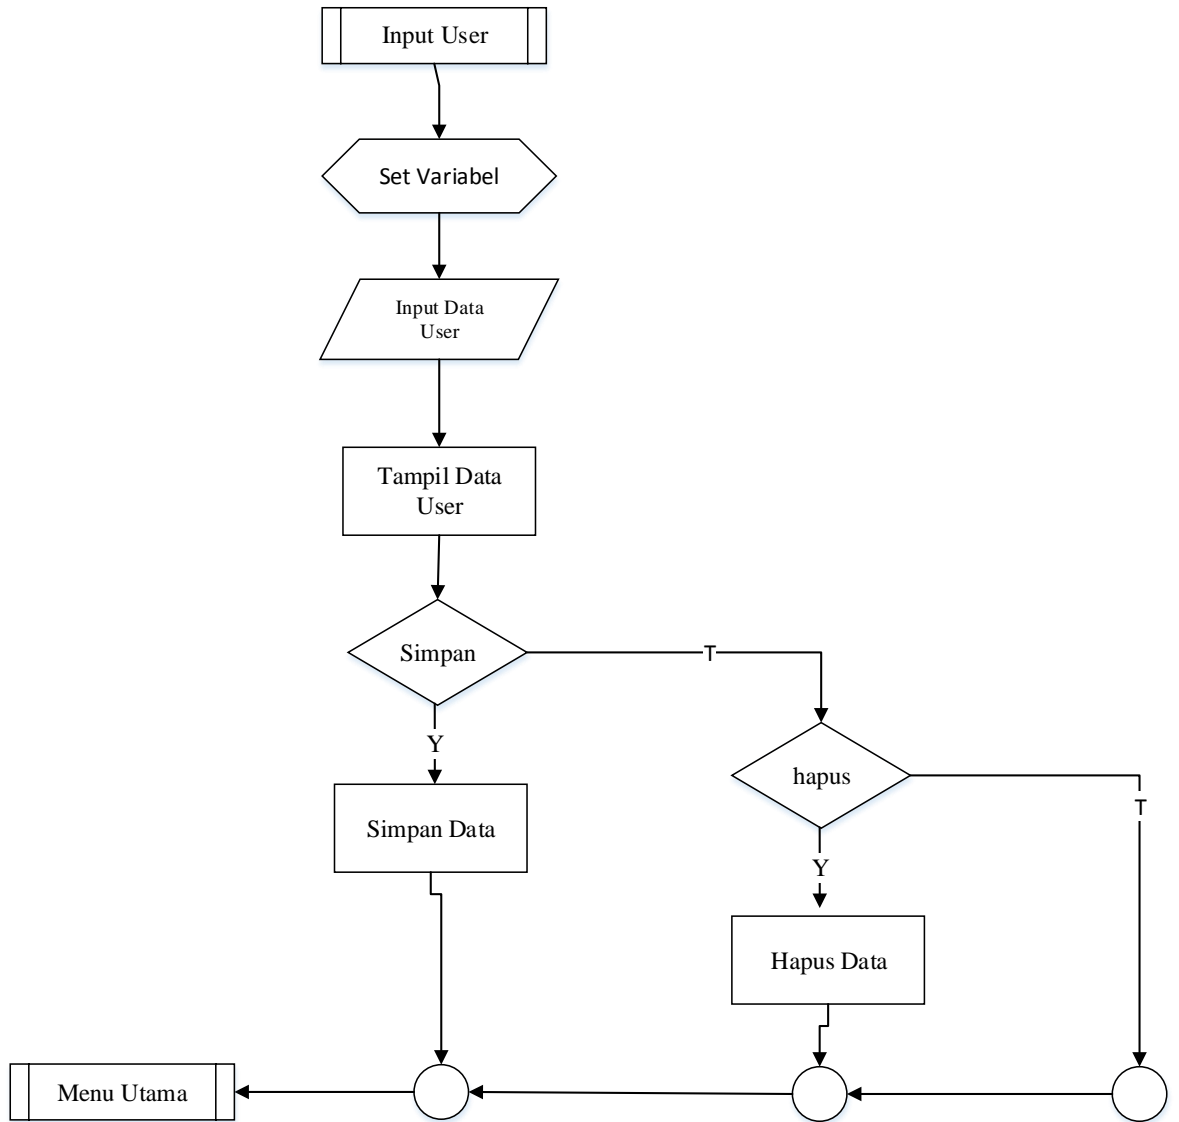 Input User
Set Variabel
Input Data
User
Tampil Data
User
Simpan
T
Y
hapus
T
Simpan Data
Y
Hapus Data
Menu Utama